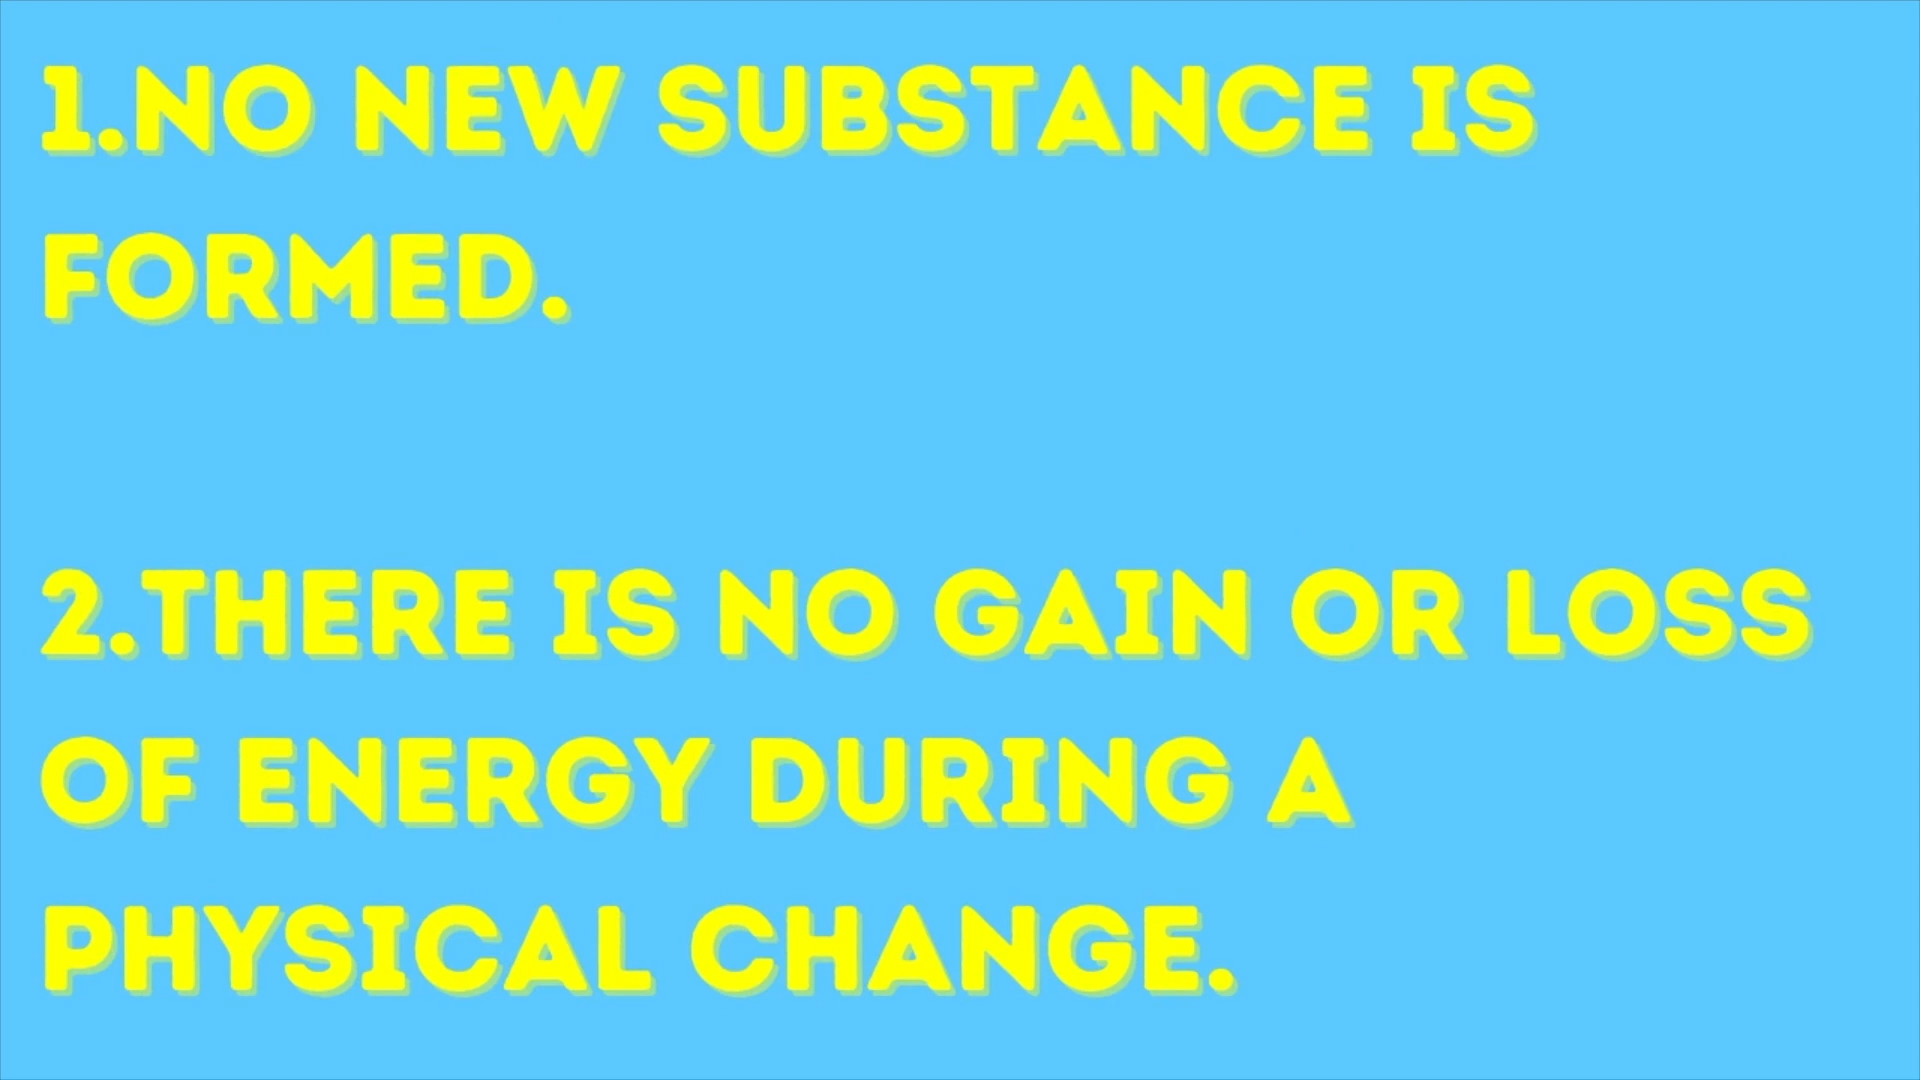 1.NO NEW SUBSTANCE IS
FORMED.
2.THERE IS NO GAIN OR LOSS
OF ENERGY DURING A
PHYSICAL CHANGE.